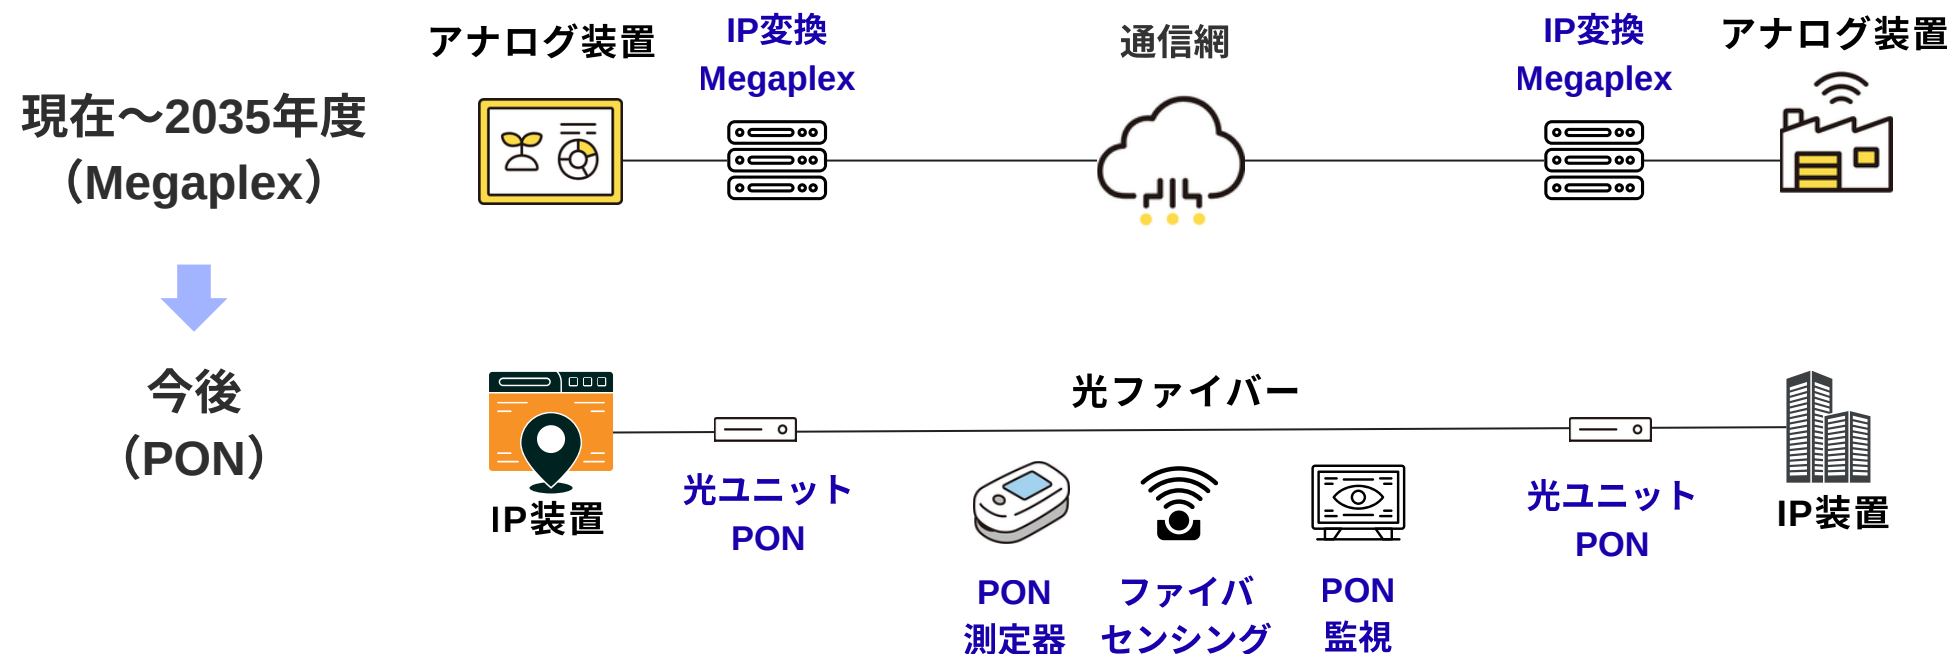 現在～2035年度
（Megaplex）
アナログ装置
IP変換
Megaplex
通信網
IP変換
Megaplex
アナログ装置
今後
（PON）
IP装置
光ユニット
PON
光ファイバー
PON
測定器
ファイバ
センシング
PON
監視
光ユニット
PON
IP装置